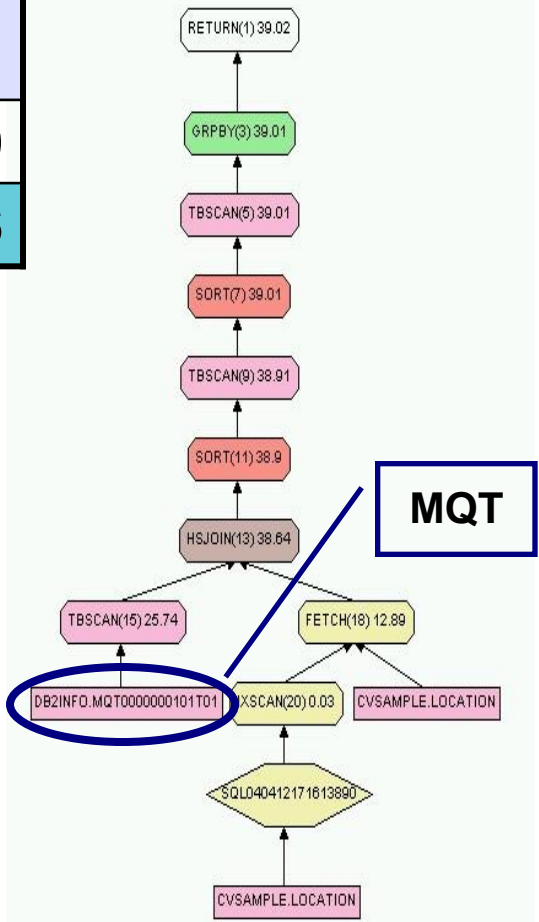 RETURN(1) 39.02
GRPBY(3) 39.01
TBSCAN(5) 39.01
SORT(7) 39.01
TBSCAN(9) 38.91
SORT(11) 38.9
MQT
HSJOIN(13) 38.64
TBSCAN(15) 25.74
FETCH(18) 12.89
DB2INFO.MQT0000000101T01
IXSCAN(20) 0.03
CVSAMPLE.LOCATION
SQL040412171613890
CVSAMPLE.LOCATION